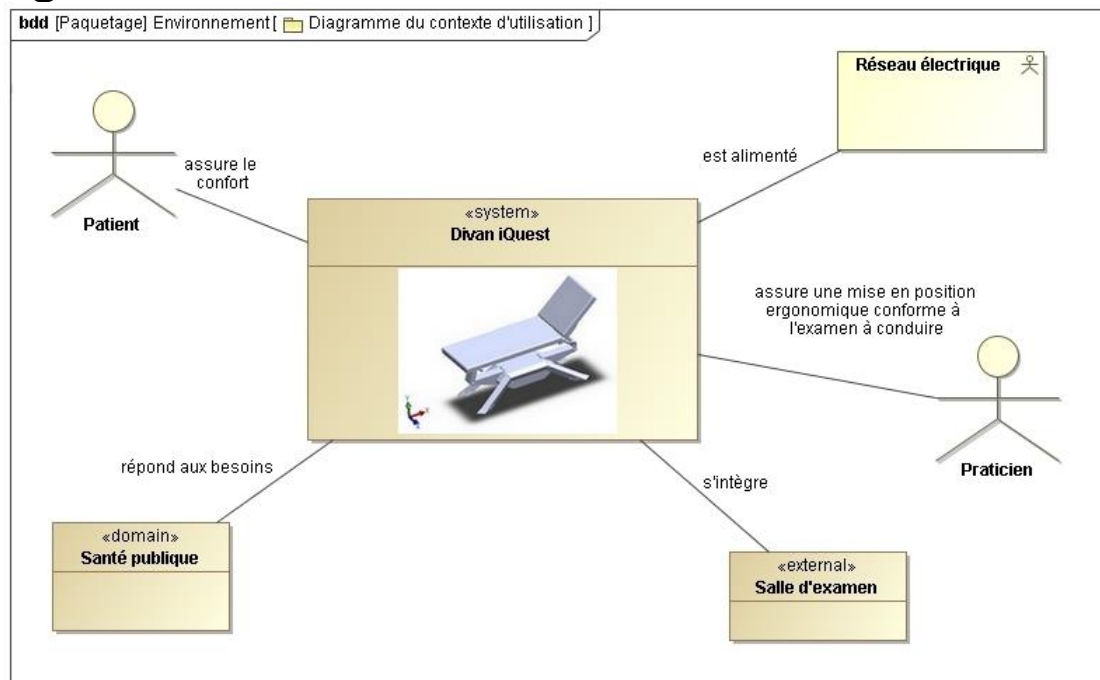 bdd [Paquetage] Environnement [ Diagramme du contexte d'utilisation ]
Réseau électrique
est alimenté
assure le
confort
Patient
«system»
Divan iQuest
assure une mise en position
ergonomique conforme à
l'examen à conduire
Praticien
répond aux besoins
s'intègre
«domain»
Santé publique
«external»
Salle d'examen